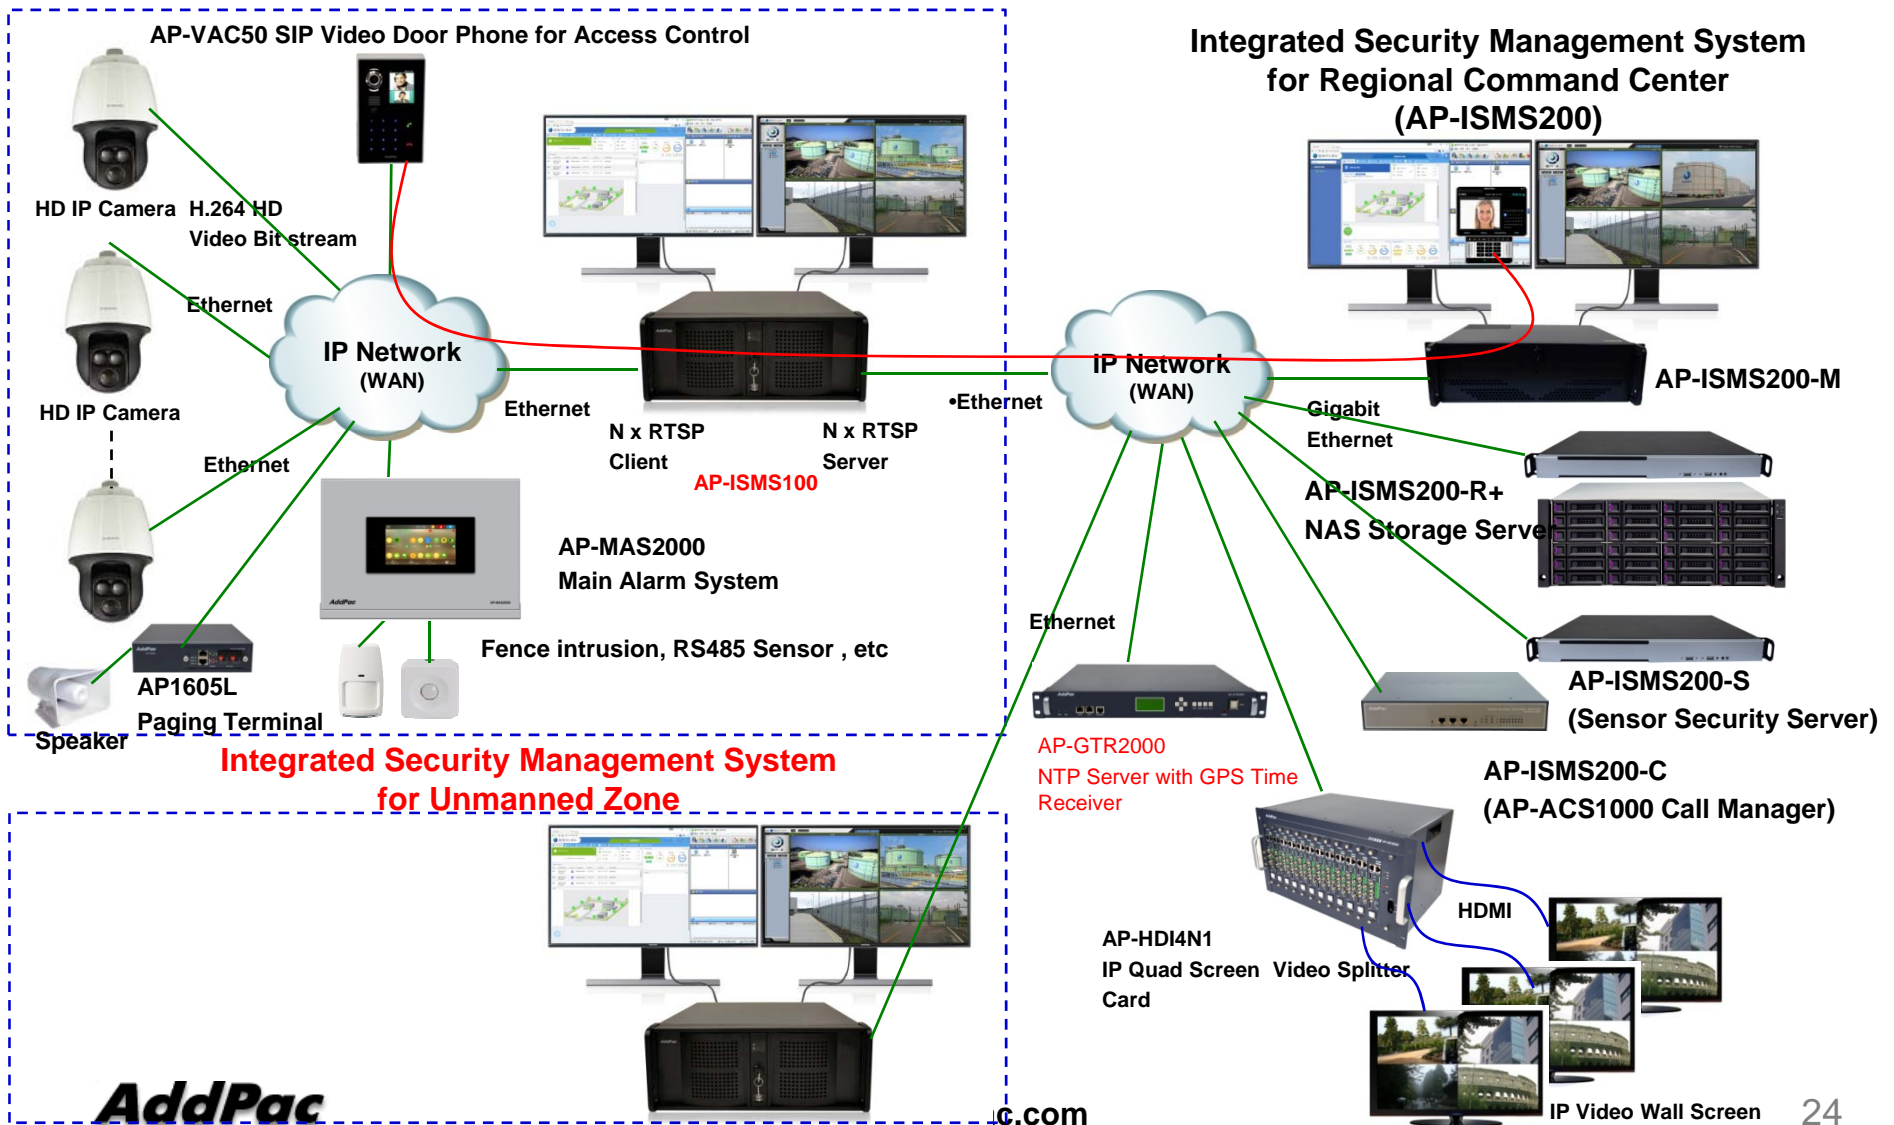 AP-VAC50 SIP Video Door Phone for Access Control
Integrated Security Management System
for Regional Command Center
(AP-ISMS200)
HD IP Camera
H.264 HD
Video Bit stream
Ethernet
IP Network
(WAN)
HD IP Camera
Ethernet
Ethernet
N x RTSP
Client
N x RTSP
Server
AP-ISMS100
•Ethernet
IP Network
(WAN)
AP-ISMS200-M
Gigabit
Ethernet
AP-ISMS200-R+
NAS Storage Server
AP-MAS2000
Main Alarm System
AddPac
Fence intrusion, RS485 Sensor , etc
AP1605L
Paging Terminal
Speaker
Ethernet
AP-ISMS200-S
(Sensor Security Server)
AP-GTR2000
NTP Server with GPS Time
Receiver
AP-ISMS200-C
(AP-ACS1000 Call Manager)
Integrated Security Management System
for Unmanned Zone
HDMI
AP-HDI4N1
IP Quad Screen Video Splitter
Card
IP Video Wall Screen
AddPac
c.com
24